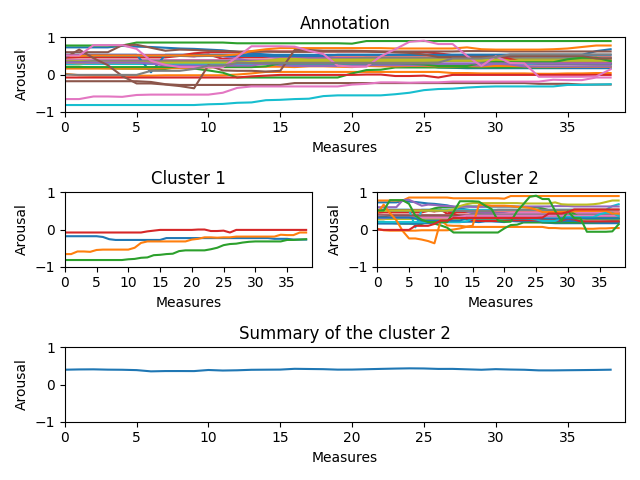 Annotation
1
0
−1
Arousal
0 5 10 15 20 25 30 35
Measures
Cluster 1
Cluster 2
1
0
−1
Arousal
0 5 10 15 20 25 30 35
Measures
1
0
−1
Arousal
0 5 10 15 20 25 30 35
Measures
Summary of the cluster 2
1
0
−1
Arousal
0 5 10 15 20 25 30 35
Measures